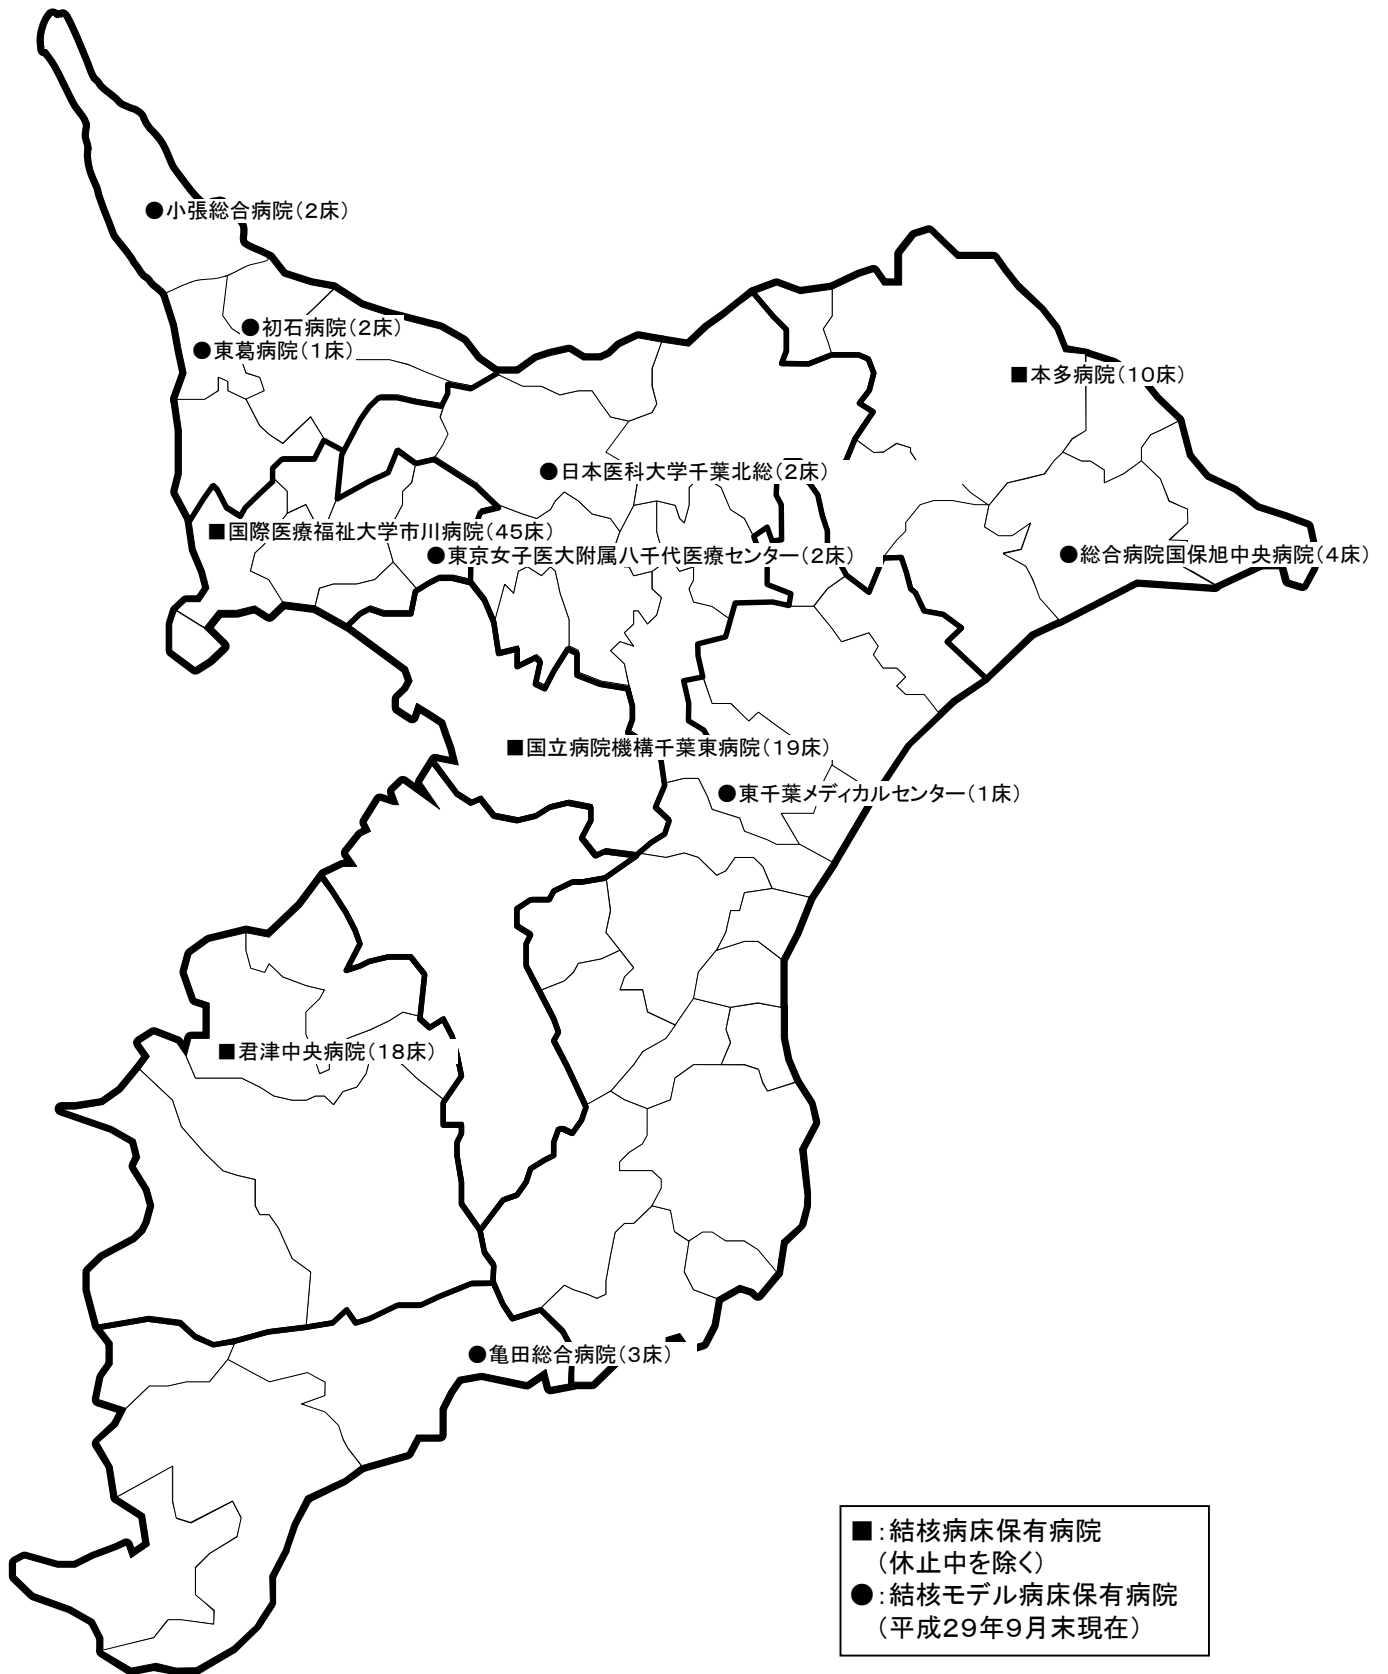 ●小張総合病院(2床)
●初石病院(2床)
●東葛病院(1床)
■本多病院(10床)
●日本医科大学千葉北総(2床)
■国際医療福祉大学市川病院(45床)
●東京女子医大附属八千代医療センター(2床)
●総合病院国保旭中央病院(4床)
■国立病院機構千葉東病院(19床)
●東千葉メディカルセンター(1床)
■君津中央病院(18床)
●亀田総合病院(3床)
■:結核病床保有病院
(休止中を除く)
●:結核モデル病床保有病院
(平成29年9月末現在)